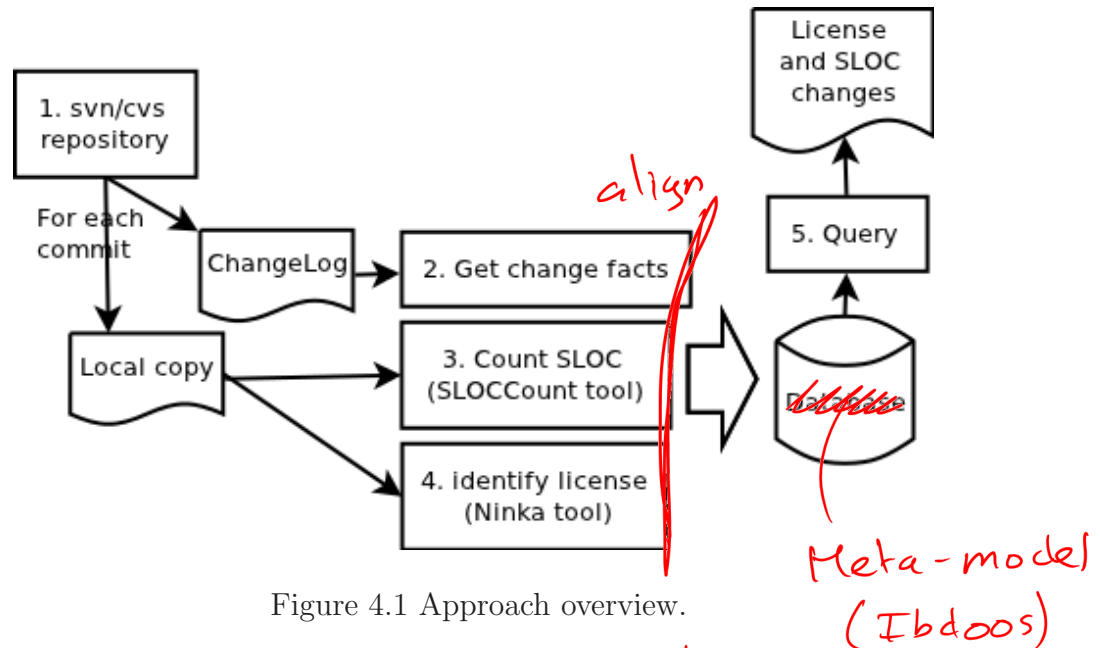 1. svn/cvs
repository
For each
commit
ChangeLog
Local copy
2. Get change facts
3. Count SLOC
(SLOCCount tool)
4. identify license
(Ninka tool)
align
License
and SLOC
changes
5. Query
Database
Meta-model
(Ibdoos)
Figure 4.1 Approach overview.